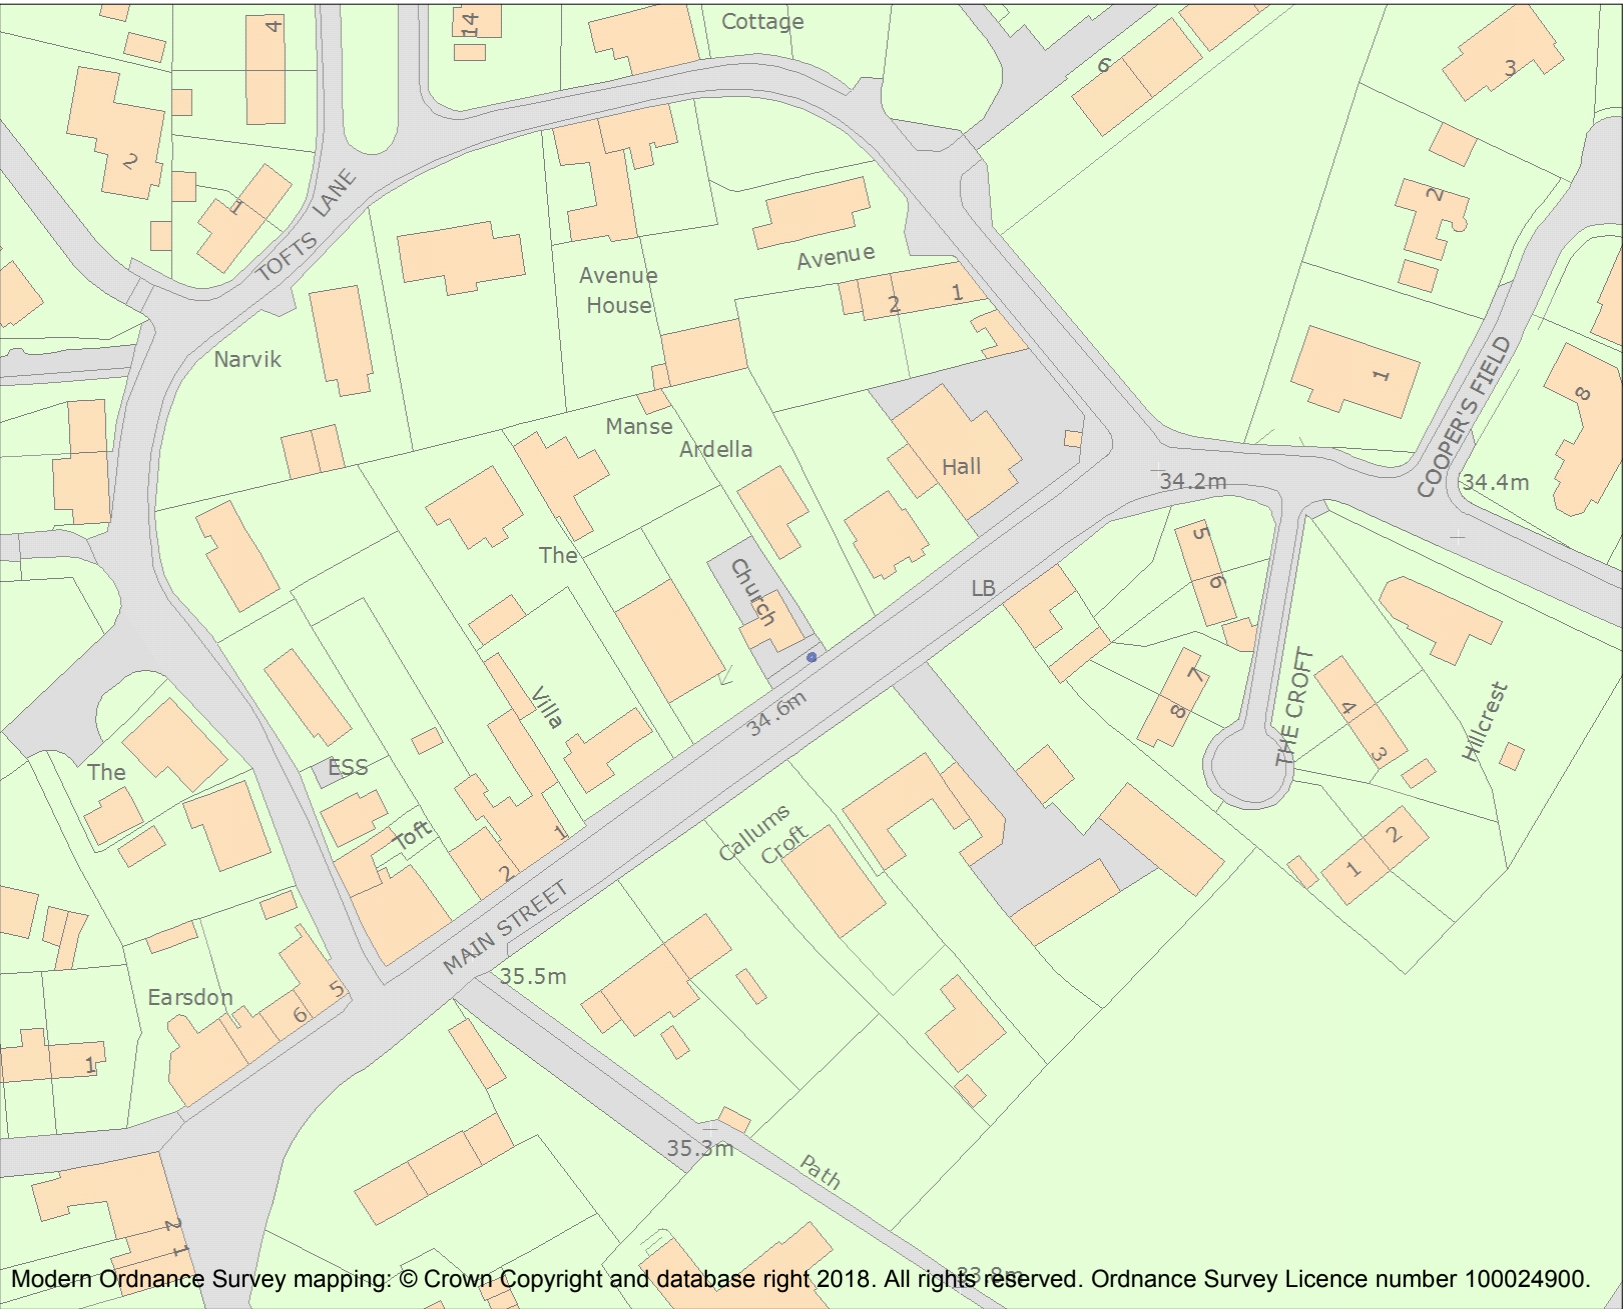 Cottage
14
4
6
3
2
1
TOFTS LANE
2
Avenue
House
Avenue
2
1
Narvik
1
COOPER'S FIELD
8
Manse
Ardella
Hall
34.2m
34.4m
5
6
The
Church
LB
7
8
THE CROFT
4
3
Hillcrest
Villa
34.6m
The
ESS
Toft
1
2
Callums
Croft
2
1
MAIN STREET
35.5m
5
6
Earsdon
1
35.3m
Path
2
1
33.8m
Modern Ordnance Survey mapping: © Crown Copyright and database right 2018. All rights reserved. Ordnance Survey Licence number 100024900.